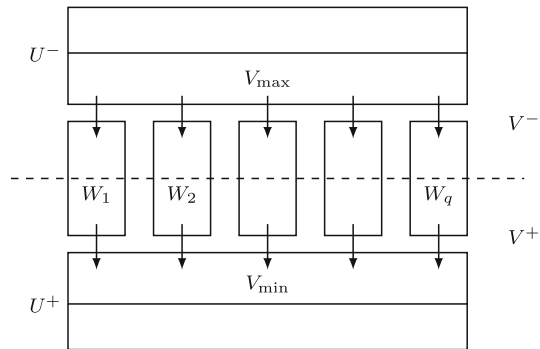 U⁻
V_max
V⁻
W₁ W₂ W_q
V⁺
V_min
U⁺